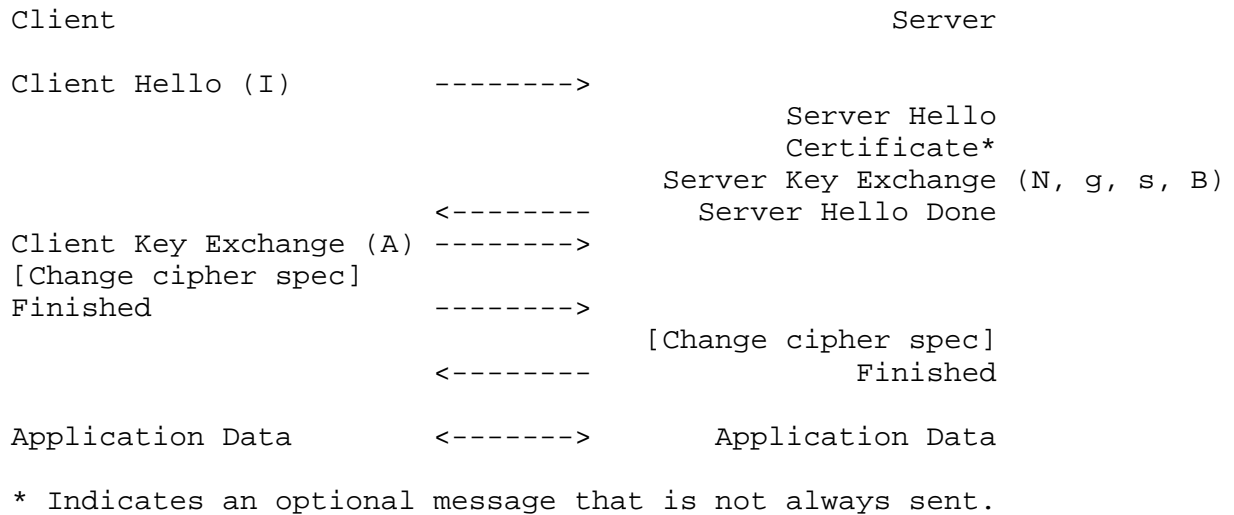 Client                                     Server

Client Hello (I)        -------->
                                     Server Hello
                                     Certificate*
                              Server Key Exchange (N, g, s, B)
                        <--------      Server Hello Done
Client Key Exchange (A) -------->
[Change cipher spec]
Finished                -------->
                             [Change cipher spec]
                        <--------               Finished

Application Data        <------->       Application Data

* Indicates an optional message that is not always sent.